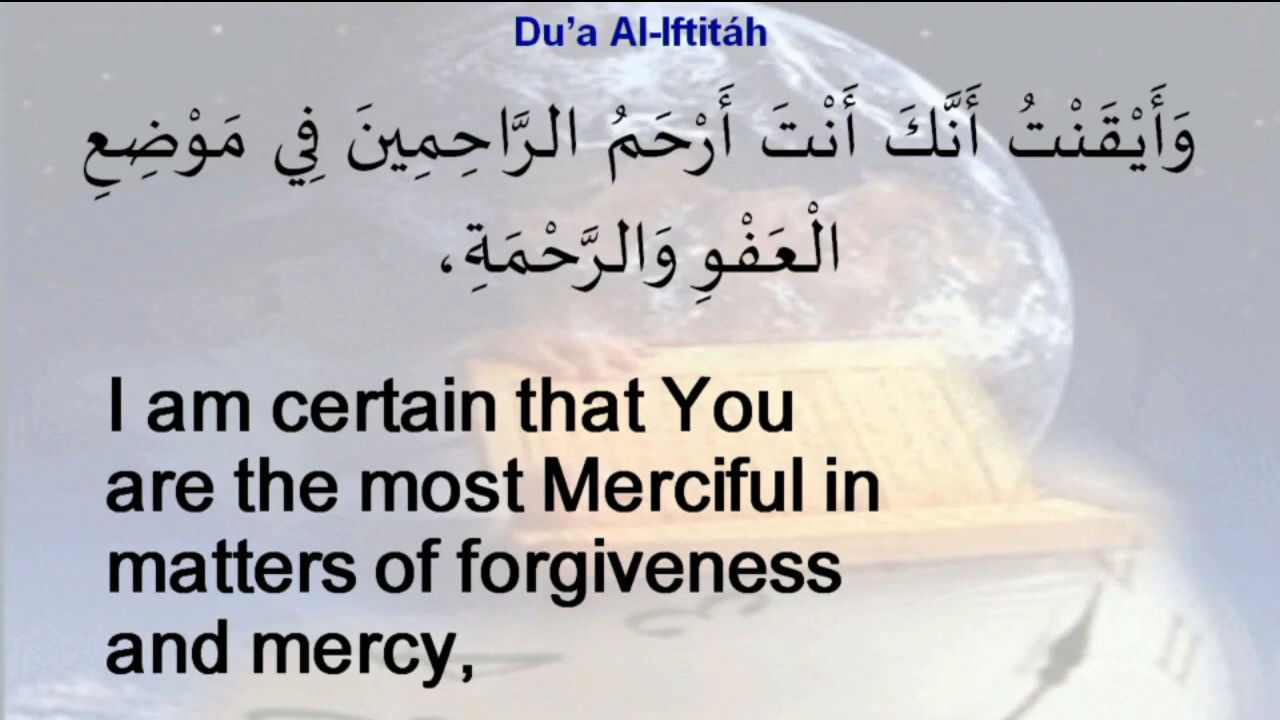 Du’a Al-Iftitáh
وَأَيْقَنْتُ أَنَّكَ أَنْتَ أَرْحَمُ الرَّاحِمِينَ فِي مَوْضِعِ
الْعَفْوِ وَالرَّحْمَةِ،
I am certain that You
are the most Merciful in
matters of forgiveness
and mercy,